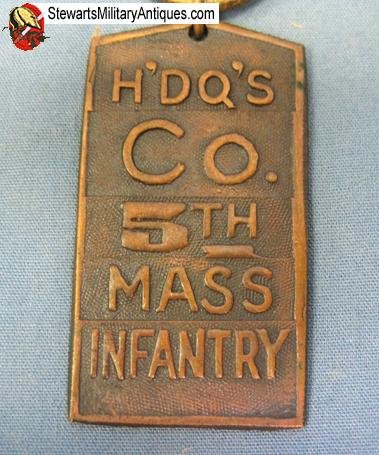 StewartsMilitaryAntiques.com
H'DQ'S
Co.
5TH
MASS
INFANTRY